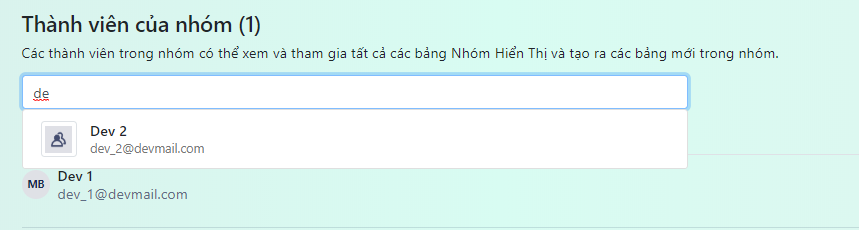 Thành viên của nhóm (1)
Các thành viên trong nhóm có thể xem và tham gia tất cả các bảng Nhóm Hiển Thị và tạo ra các bảng mới trong nhóm.
de
Dev 2
dev_2@devmail.com
MB
Dev 1
dev_1@devmail.com